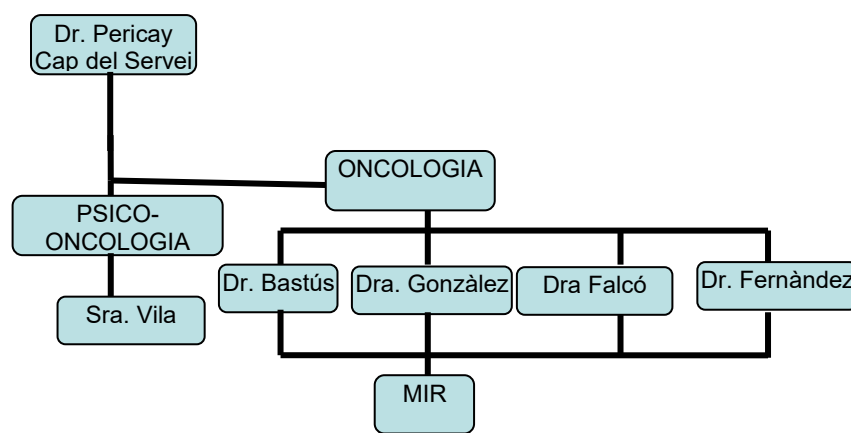 Dr. Pericay
Cap del Servei
ONCOLOGIA
PSICO-
ONCOLOGIA
Dr. Bastús
Dra. Gonzàlez
Dra Falcó
Dr. Fernàndez
Sra. Vila
MIR